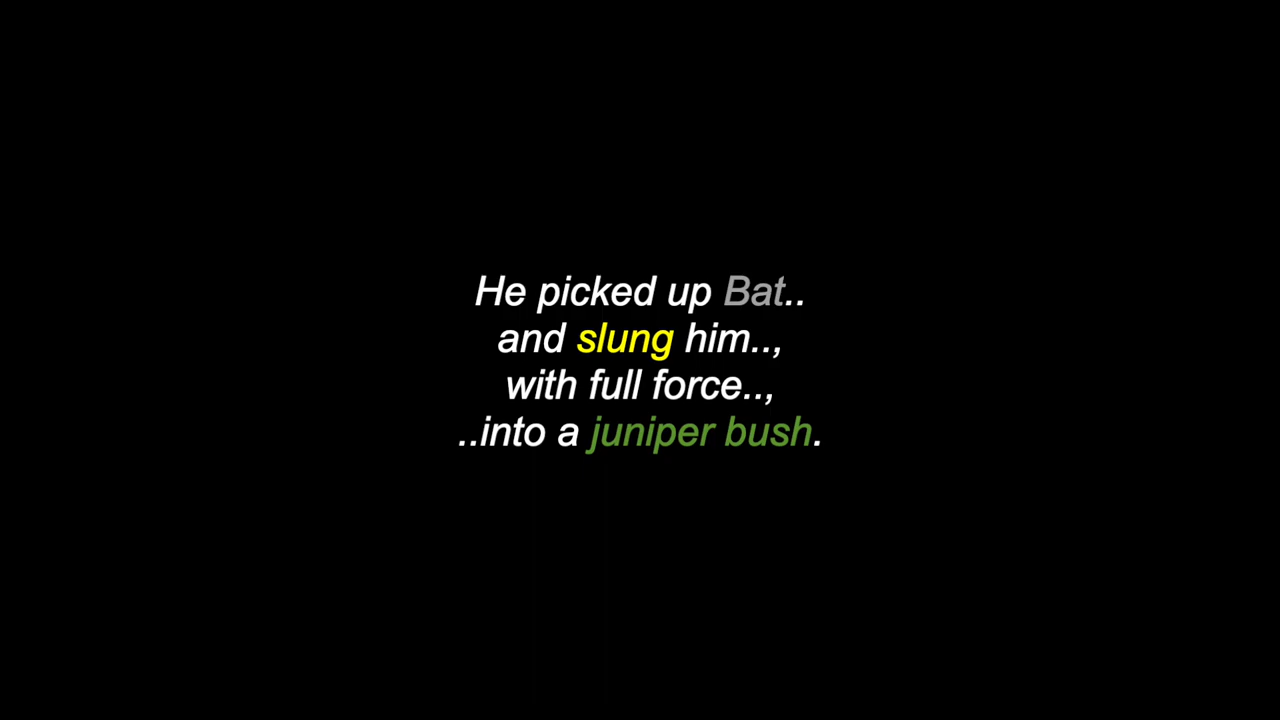 He picked up Bat..
and slung him..,
with full force..,
..into a juniper bush.